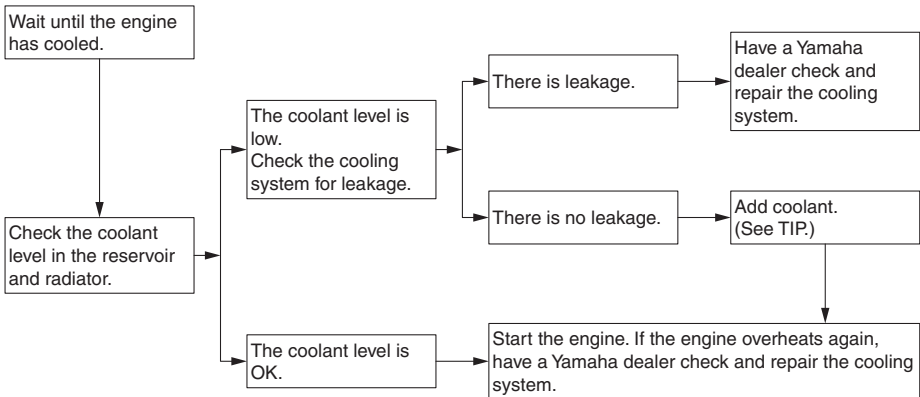 Wait until the engine
has cooled.
Check the coolant
level in the reservoir
and radiator.
The coolant level is
low.
Check the cooling
system for leakage.
There is leakage.
Have a Yamaha
dealer check and
repair the cooling
system.
There is no leakage.
Add coolant.
(See TIP.)
The coolant level is
OK.
Start the engine. If the engine overheats again,
have a Yamaha dealer check and repair the cooling
system.